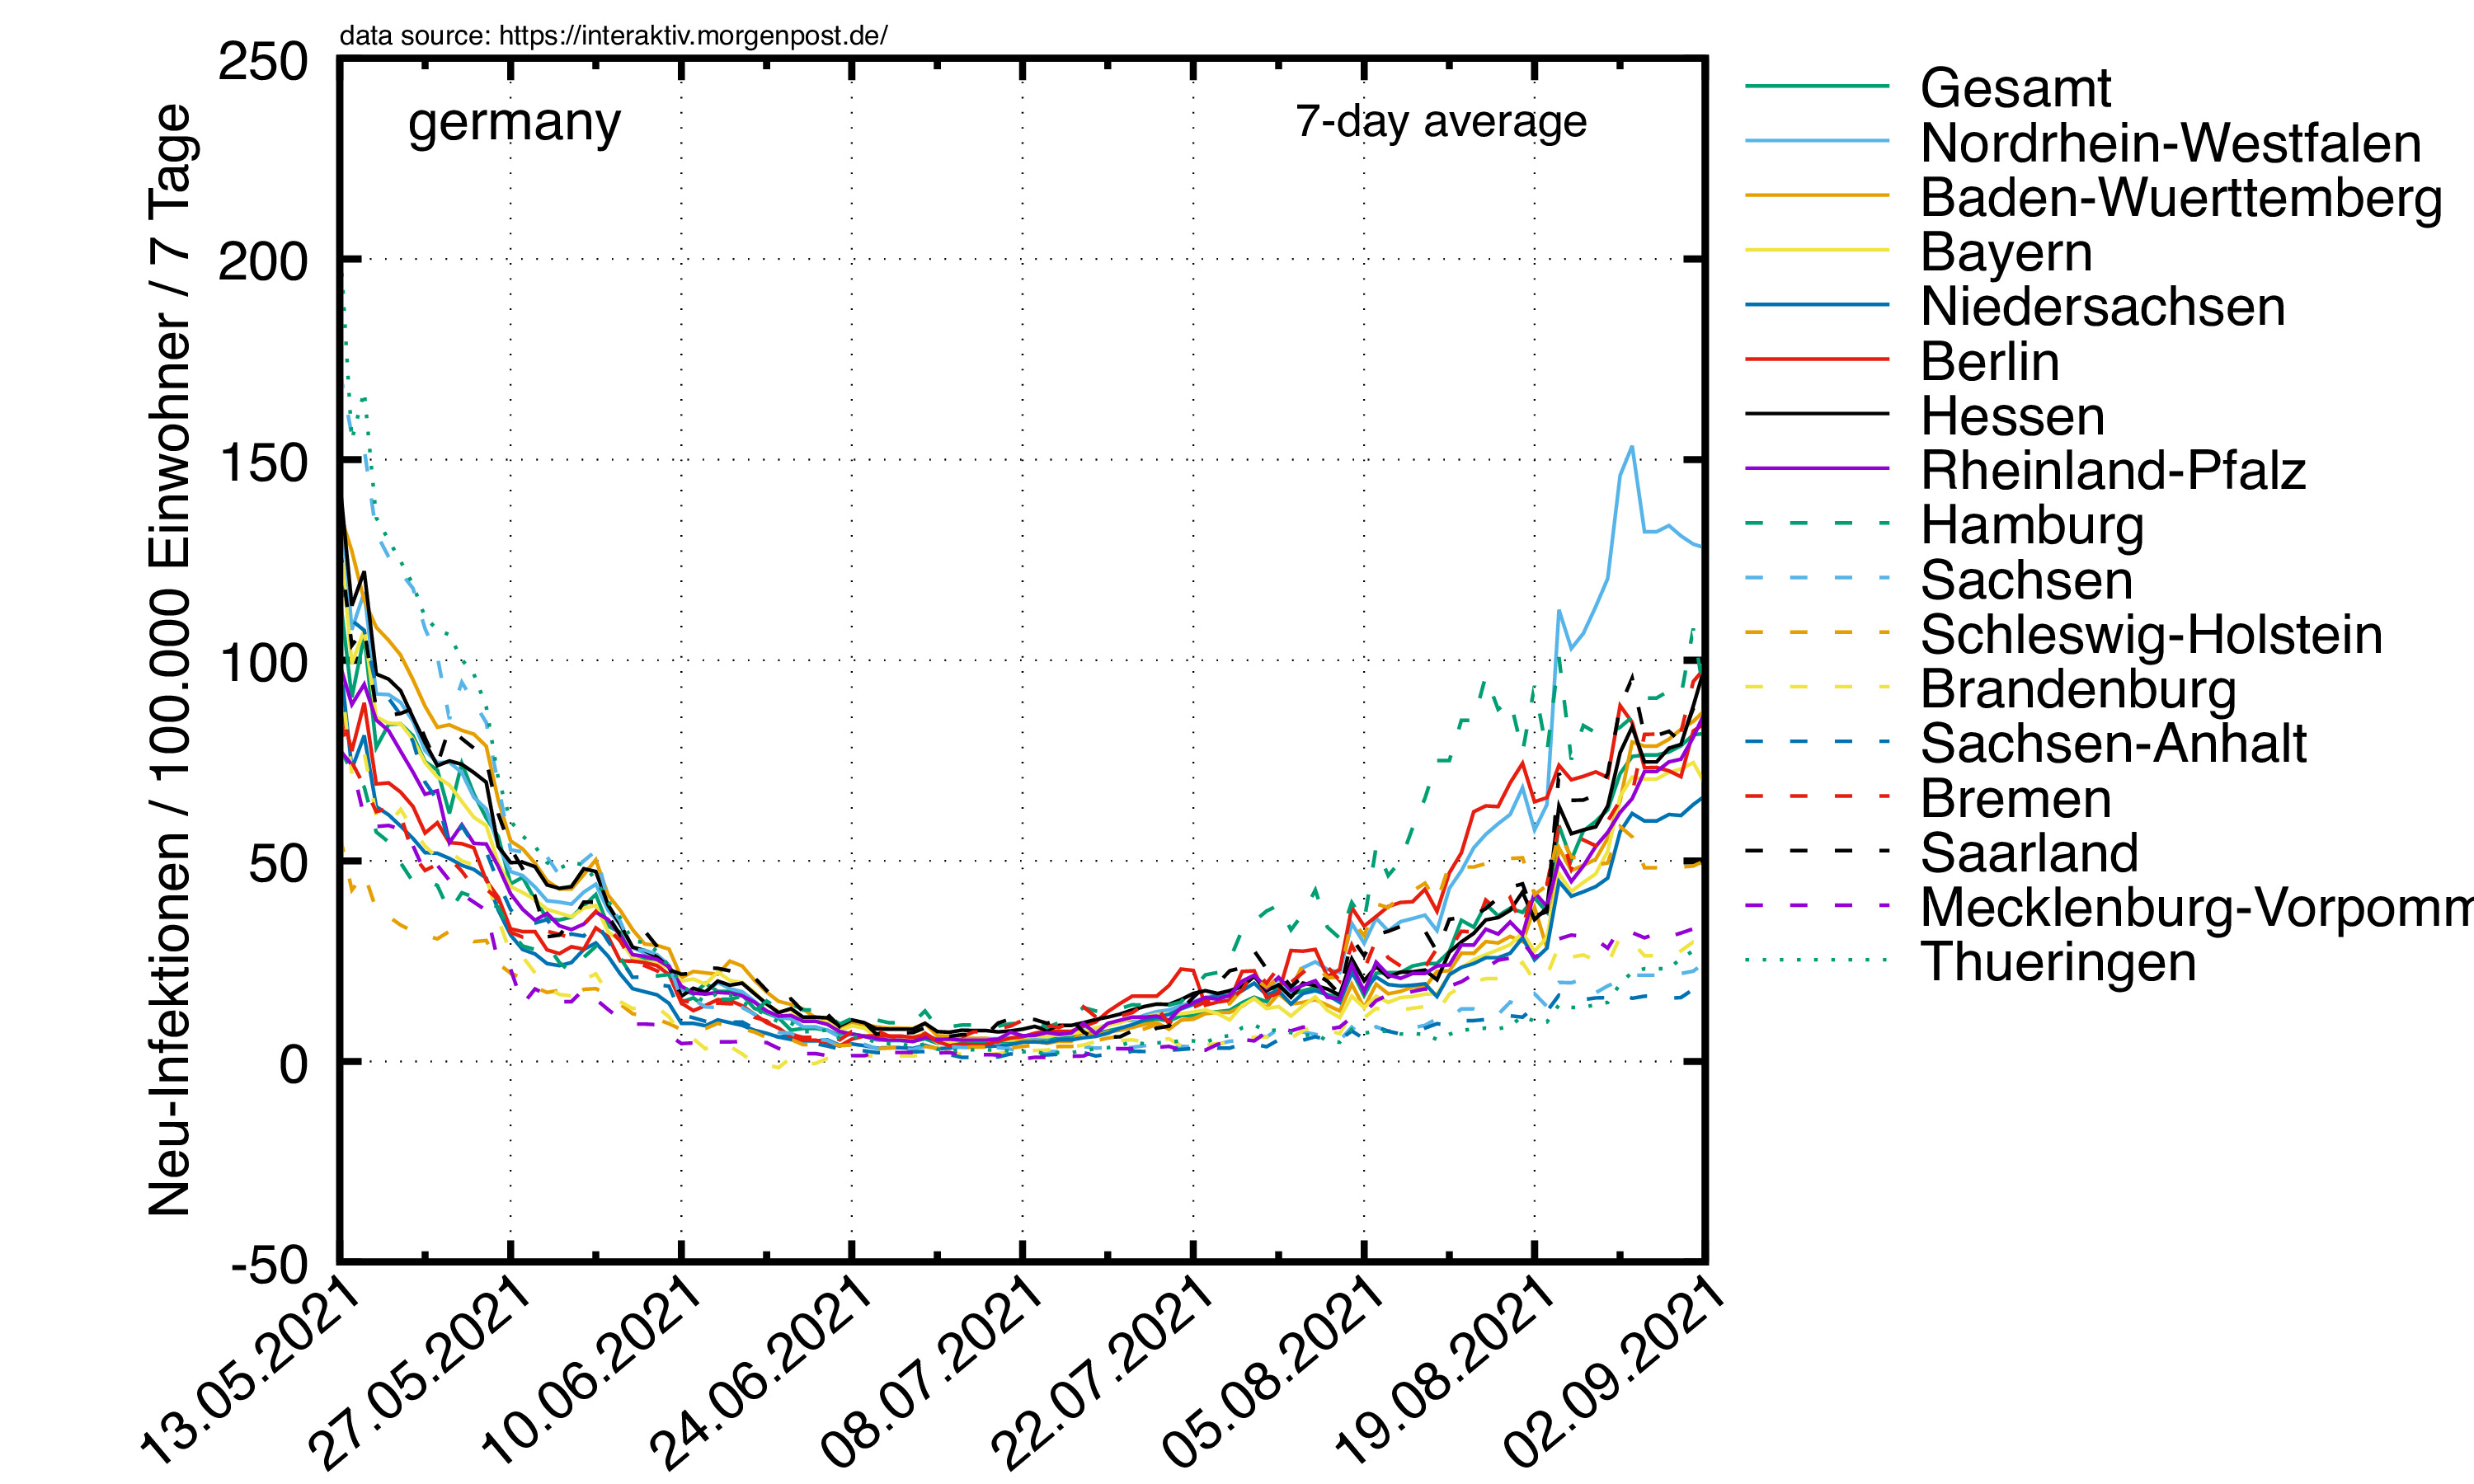 data source: https://interaktiv.morgenpost.de/
germany
7-day average
Neu-Infektionen / 100.000 Einwohner / 7 Tage
250
200
150
100
50
0
-50
13.05.2021
27.05.2021
10.06.2021
24.06.2021
08.07.2021
22.07.2021
05.08.2021
19.08.2021
02.09.2021
Gesamt
Nordrhein-Westfalen
Baden-Wuerttemberg
Bayern
Niedersachsen
Berlin
Hessen
Rheinland-Pfalz
Hamburg
Sachsen
Schleswig-Holstein
Brandenburg
Sachsen-Anhalt
Bremen
Saarland
Mecklenburg-Vorpomm
Thueringen